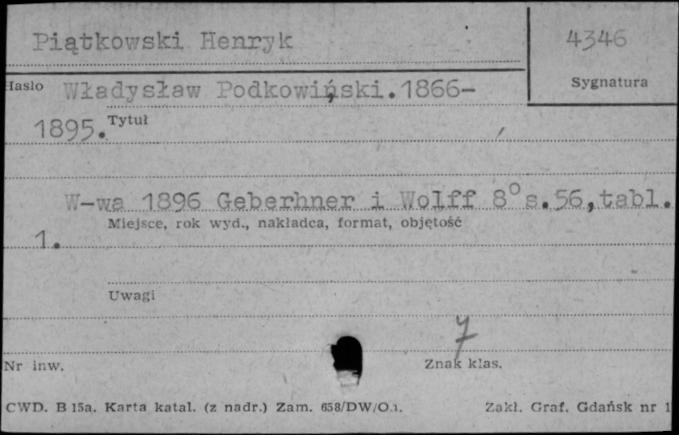 Piątkowski Henryk
4346
Hasło
Sygnatura
Władysław Podkowiński.1866-
1895.
Tytuł
W-wa 1896 Geberhner i Wolff 8° s.56,tabl.
Miejsce, rok wyd., nakładca, format, objętość
1.
Uwagi
7
Nr inw.
Znak klas.
CWD. B 15a. Karta katal. (z nadr.) Zam. 658/DW/O.1.
Zakł. Graf. Gdańsk nr 1